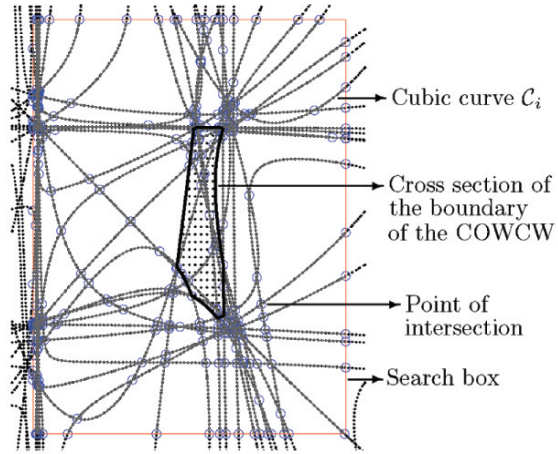 Cubic curve 𝒞ᵢ
Cross section of
the boundary
of the COWCW
Point of
intersection
Search box